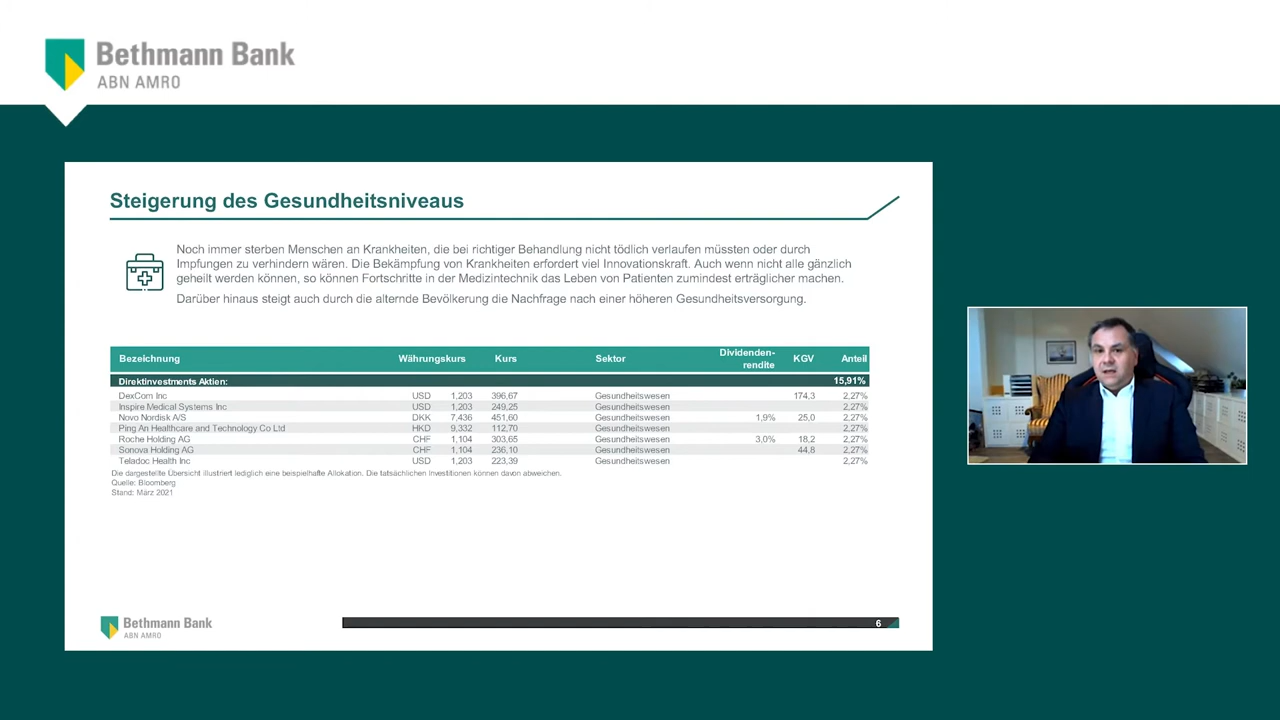 Bethmann Bank
ABN AMRO
Steigerung des Gesundheitsniveaus
Noch immer sterben Menschen an Krankheiten, die bei richtiger Behandlung nicht tödlich verlaufen müssten oder durch
Impfungen zu verhindern wären. Die Bekämpfung von Krankheiten erfordert viel Innovationskraft. Auch wenn nicht alle gänzlich
geheilt werden können, so können Fortschritte in der Medizintechnik das Leben von Patienten zumindest erträglicher machen.
Darüber hinaus steigt auch durch die alternde Bevölkerung die Nachfrage nach einer höheren Gesundheitsversorgung.
Bezeichnung Währungskurs Kurs Sektor Dividenden-rendite KGV Anteil
Direktinvestments Aktien: 15,91%
DexCom Inc USD 1,203 396,67 Gesundheitswesen 174,3 2,27%
Inspire Medical Systems Inc USD 1,203 249,25 Gesundheitswesen 2,27%
Novo Nordisk A/S DKK 7,436 451,60 Gesundheitswesen 1,9% 25,0 2,27%
Ping An Healthcare and Technology Co Ltd HKD 9,332 112,70 Gesundheitswesen 2,27%
Roche Holding AG CHF 1,104 303,65 Gesundheitswesen 3,0% 18,2 2,27%
Sonova Holding AG CHF 1,104 236,10 Gesundheitswesen 44,8 2,27%
Teladoc Health Inc USD 1,203 223,39 Gesundheitswesen 2,27%
Die dargestellte Übersicht illustriert lediglich eine beispielhafte Allokation. Die tatsächlichen Investitionen können davon abweichen.
Quelle: Bloomberg
Stand: März 2021
Bethmann Bank
ABN AMRO
6